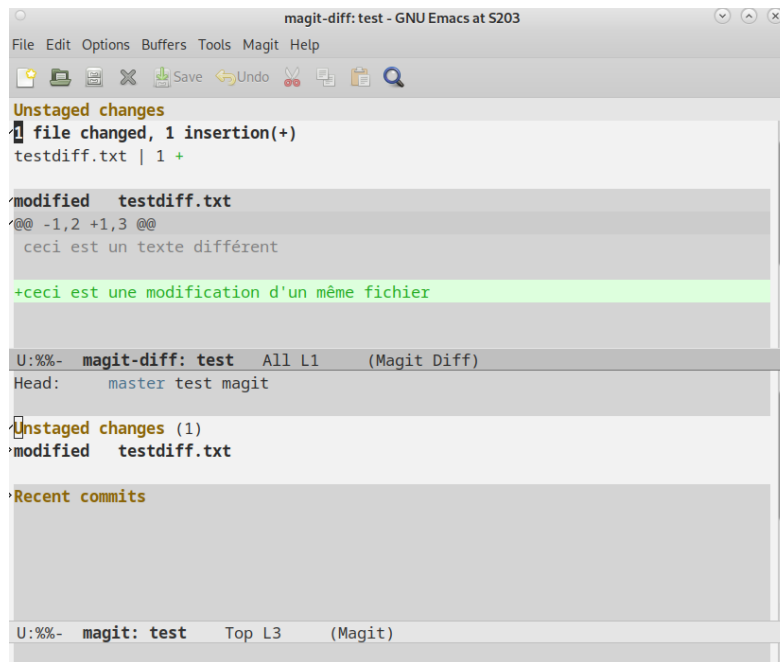 magit-diff: test - GNU Emacs at S203
File Edit Options Buffers Tools Magit Help
Save Undo
Unstaged changes
1 file changed, 1 insertion(+)
testdiff.txt | 1 +
modified   testdiff.txt
@@ -1,2 +1,3 @@
 ceci est un texte différent
+ceci est une modification d'un même fichier
U:%%-  magit-diff: test   All L1     (Magit Diff)
Head:     master test magit
Unstaged changes (1)
modified   testdiff.txt
Recent commits
U:%%-  magit: test    Top L3     (Magit)